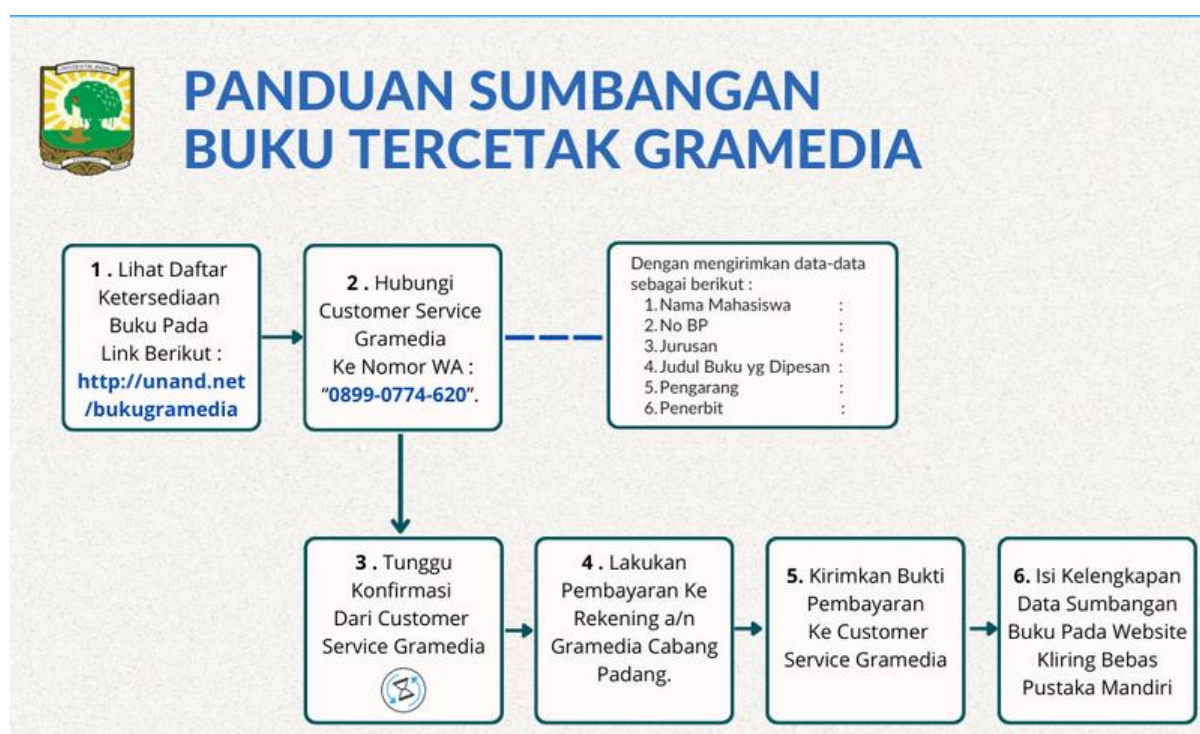 PANDUAN SUMBANGAN
BUKU TERCETAK GRAMEDIA
1 . Lihat Daftar
Ketersediaan
Buku Pada
Link Berikut :
http://unand.net
/bukugramedia
2 . Hubungi
Customer Service
Gramedia
Ke Nomor WA :
“0899-0774-620”.
Dengan mengirimkan data-data
sebagai berikut :
1. Nama Mahasiswa :
2. No BP :
3. Jurusan :
4. Judul Buku yg Dipesan :
5. Pengarang :
6. Penerbit :
3 . Tunggu
Konfirmasi
Dari Customer
Service Gramedia
4 . Lakukan
Pembayaran Ke
Rekening a/n
Gramedia Cabang
Padang.
5. Kirimkan Bukti
Pembayaran
Ke Customer
Service Gramedia
6. Isi Kelengkapan
Data Sumbangan
Buku Pada Website
Kliring Bebas
Pustaka Mandiri